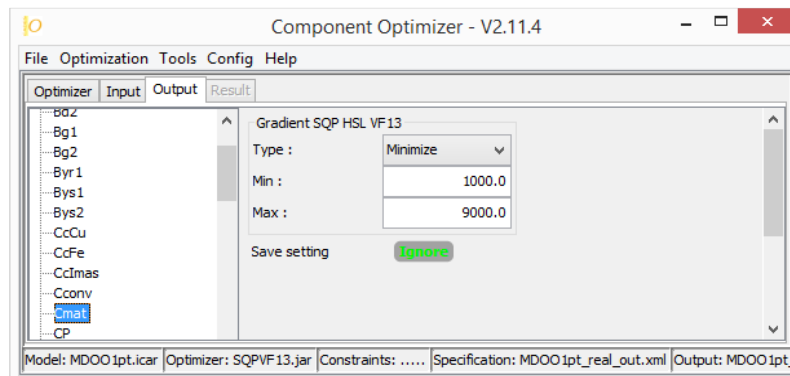 Component Optimizer - V2.11.4
File Optimization Tools Config Help
Optimizer Input Output Result
Bd2
Bg1
Bg2
Byr1
Bys1
Bys2
CcCu
CcFe
CcImas
Cconv
Cmat
CP
Gradient SQP HSL VF13
Type : Minimize
Min : 1000.0
Max : 9000.0
Save setting Ignore
Model: MDOO1pt.icar Optimizer: SQPVF13.jar Constraints: ..... Specification: MDOO1pt_real_out.xml Output: MDOO1pt_